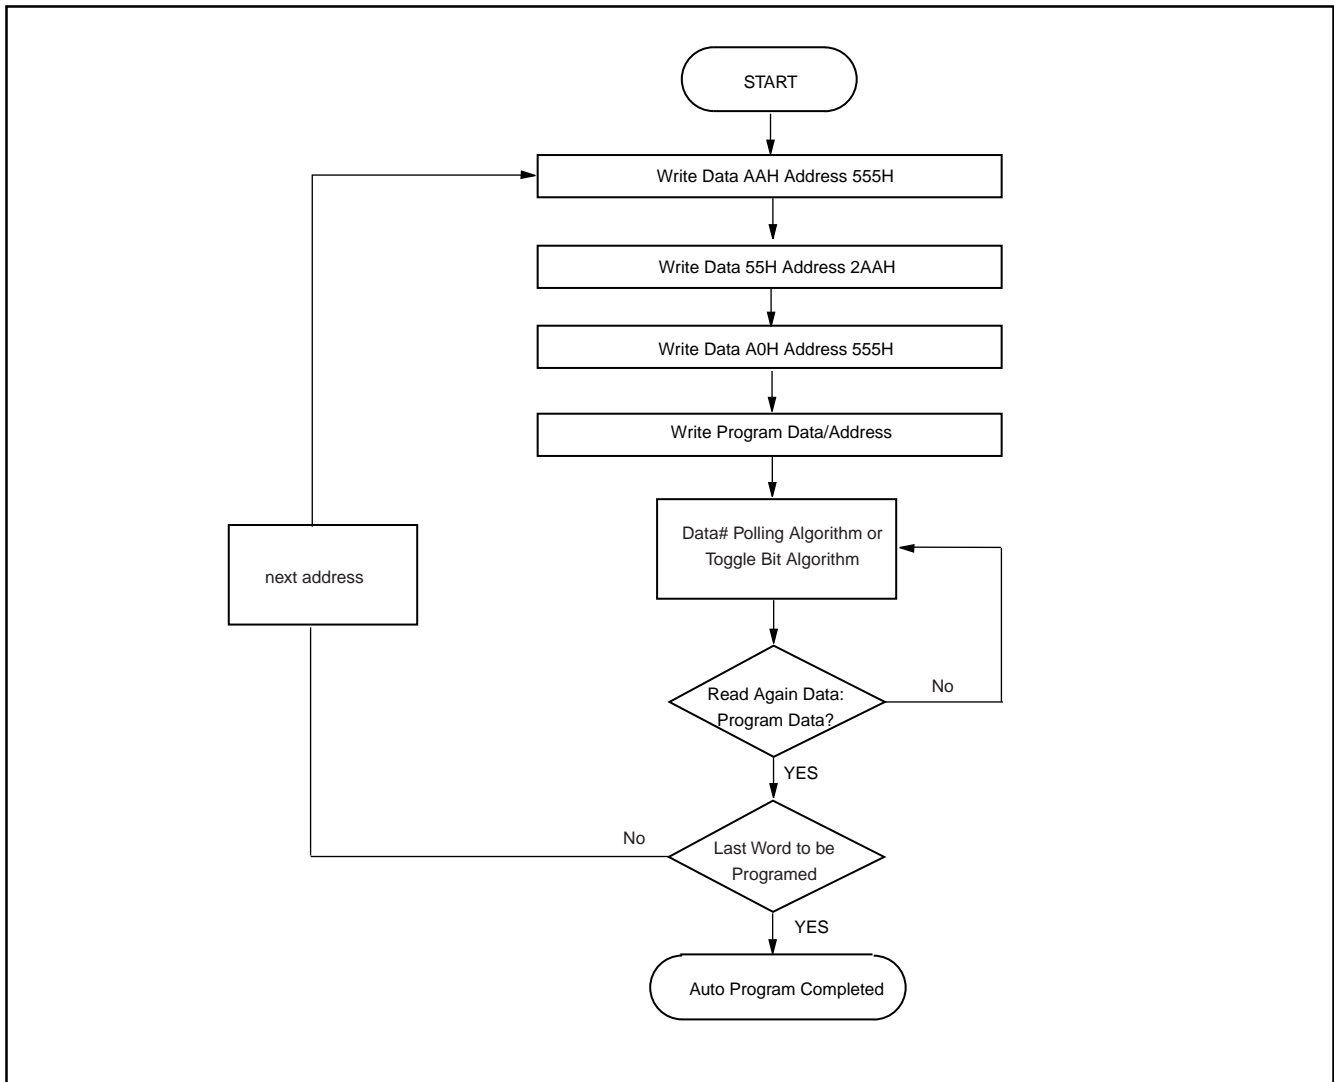 START
Write Data AAH Address 555H
Write Data 55H Address 2AAH
Write Data A0H Address 555H
Write Program Data/Address
Data# Polling Algorithm or
Toggle Bit Algorithm
next address
Read Again Data:
Program Data?
No
YES
No
Last Word to be
Programed
YES
Auto Program Completed